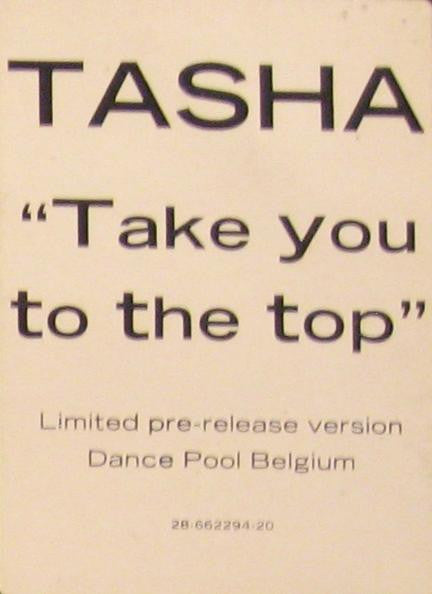 TASHA
“Take you
to the top”
Limited pre-release version
Dance Pool Belgium
28-662294-20